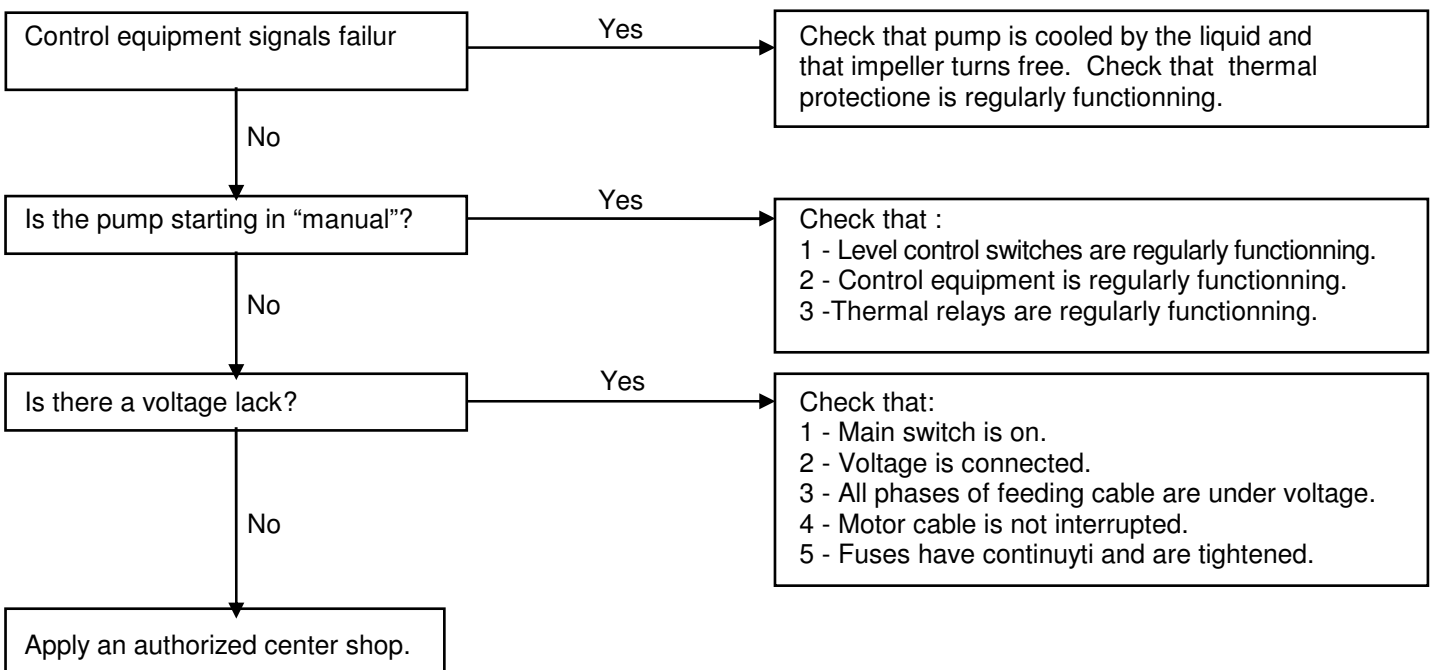 Control equipment signals failur
Yes
Check that pump is cooled by the liquid and
that impeller turns free. Check that thermal
protectione is regularly functionning.
No
Is the pump starting in “manual”?
Yes
Check that :
1 - Level control switches are regularly functionning.
2 - Control equipment is regularly functionning.
3 -Thermal relays are regularly functionning.
No
Is there a voltage lack?
Yes
Check that:
1 - Main switch is on.
2 - Voltage is connected.
3 - All phases of feeding cable are under voltage.
4 - Motor cable is not interrupted.
5 - Fuses have continuyti and are tightened.
No
Apply an authorized center shop.